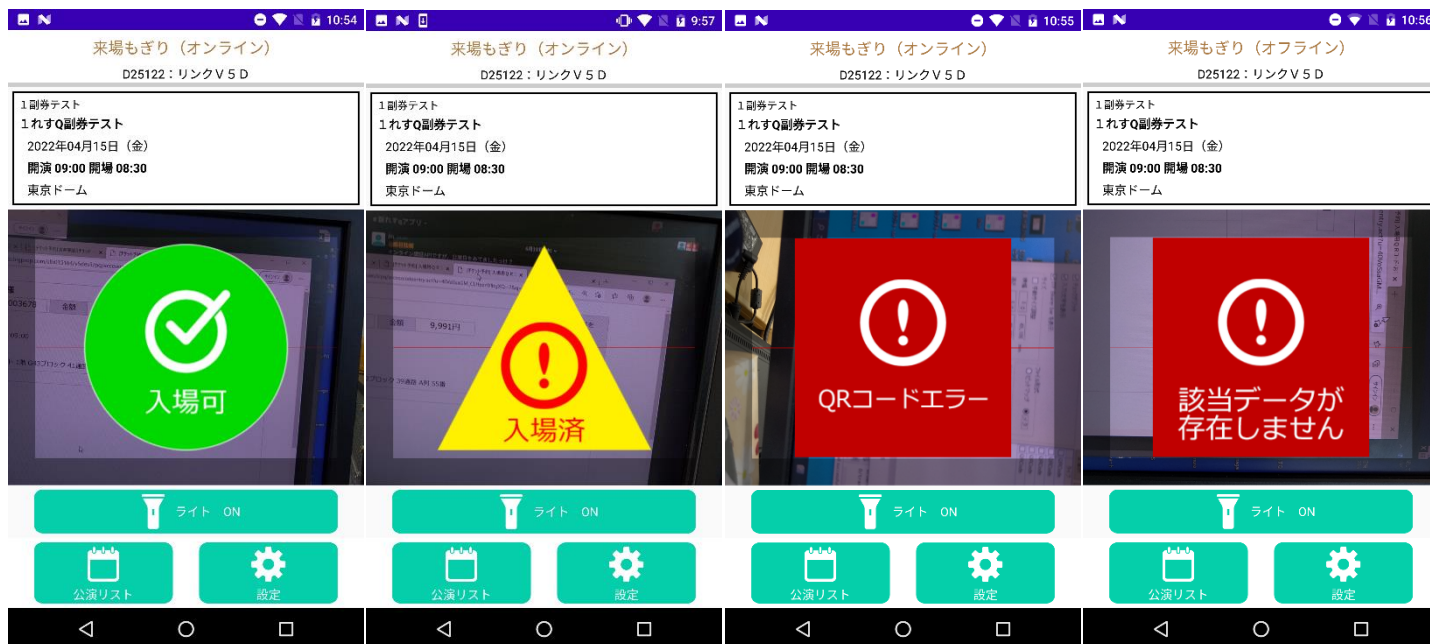 10:54
来場もぎり（オンライン）
D25122：リンクＶ５Ｄ
１副券テスト
１れすQ副券テスト
2022年04月15日（金）
開演 09:00 開場 08:30
東京ドーム
003678 金額
入場可
ライト ON
公演リスト
設定
9:57
来場もぎり（オンライン）
D25122：リンクＶ５Ｄ
１副券テスト
１れすQ副券テスト
2022年04月15日（金）
開演 09:00 開場 08:30
東京ドーム
金額 9,991円
入場済
ライト ON
公演リスト
設定
10:55
来場もぎり（オンライン）
D25122：リンクＶ５Ｄ
１副券テスト
１れすQ副券テスト
2022年04月15日（金）
開演 09:00 開場 08:30
東京ドーム
QRコードエラー
ライト ON
公演リスト
設定
10:56
来場もぎり（オフライン）
D25122：リンクＶ５Ｄ
１副券テスト
１れすQ副券テスト
2022年04月15日（金）
開演 09:00 開場 08:30
東京ドーム
該当データが
存在しません
ライト ON
公演リスト
設定